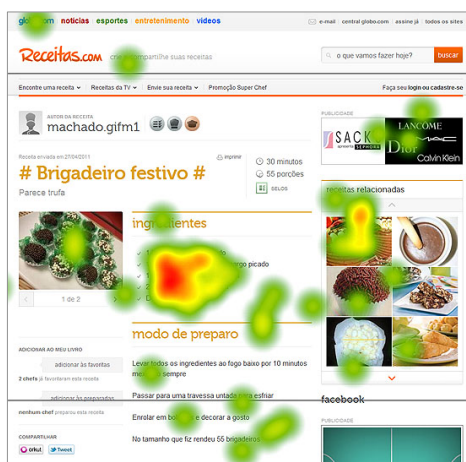 notícias esportes entretenimento vídeos
e-mail central globo.com assine já todos os sites
Receitas.com
compartilhe suas receitas
o que vamos fazer hoje? buscar
Encontre uma receita Receitas da TV Envie sua receita Promoção Super Chef
Faça seu login ou cadastre-se
AUTOR DA RECEITA
machado.gifm1
PUBLICIDADE
SACK
SEPHORA
LANCOME
MAC
Dior
Calvin Klein
Receita enviada em 27/04/2011
imprimir
# Brigadeiro festivo #
Parece trufa
30 minutos
55 porções
SELOS
receitas relacionadas
ingredientes
picado
1 de 2
modo de preparo
Levar todos os ingredientes ao fogo baixo por 10 minutos
sempre
Passar para uma travessa untada esfriar
Enrolar em e decorar a gosto
No tamanho que fiz rendeu 55 brigadeiros
ADICIONAR AO MEU LIVRO
adicionar às favoritas
2 chefs já favoritaram esta receita
adicionar às preparadas
nenhum chef preparou esta receita
COMPARTILHAR
orkut Tweet
facebook
PUBLICIDADE